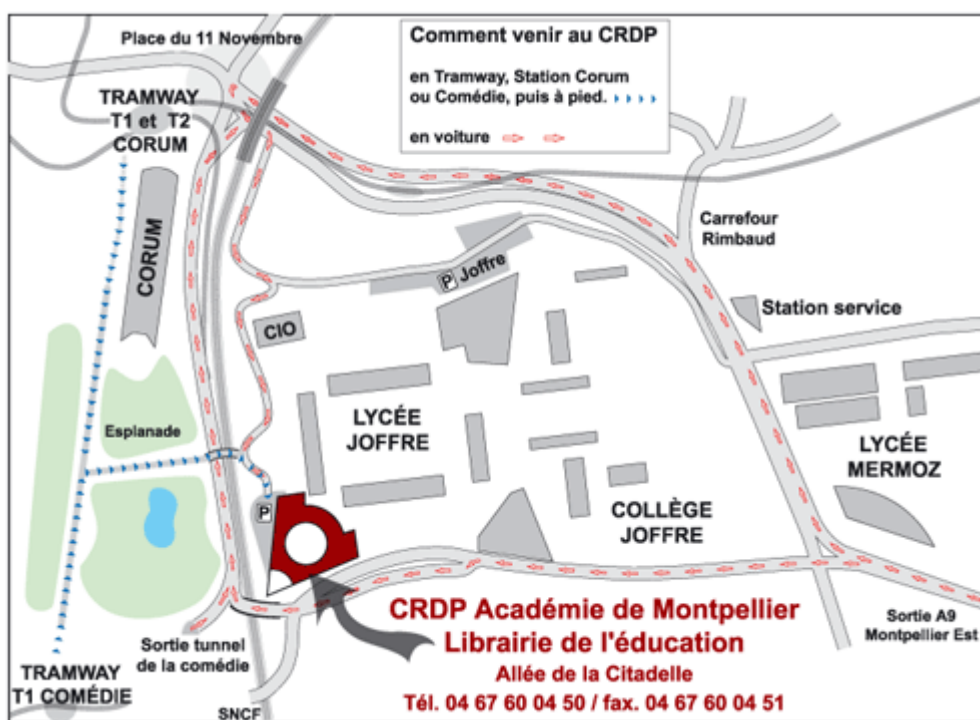 Place du 11 Novembre
Comment venir au CRDP
en Tramway, Station Corum
ou Comédie, puis à pied.
en voiture
TRAMWAY
T1 et T2
CORUM
CORUM
Carrefour
Rimbaud
P Joffre
Station service
CIO
Esplanade
LYCÉE
JOFFRE
LYCÉE
MERMOZ
P
COLLÈGE
JOFFRE
CRDP Académie de Montpellier
Librairie de l'éducation
Allée de la Citadelle
Tél. 04 67 60 04 50 / fax. 04 67 60 04 51
Sortie A9
Montpellier Est
Sortie tunnel
de la comédie
TRAMWAY
T1 COMÉDIE
SNCF